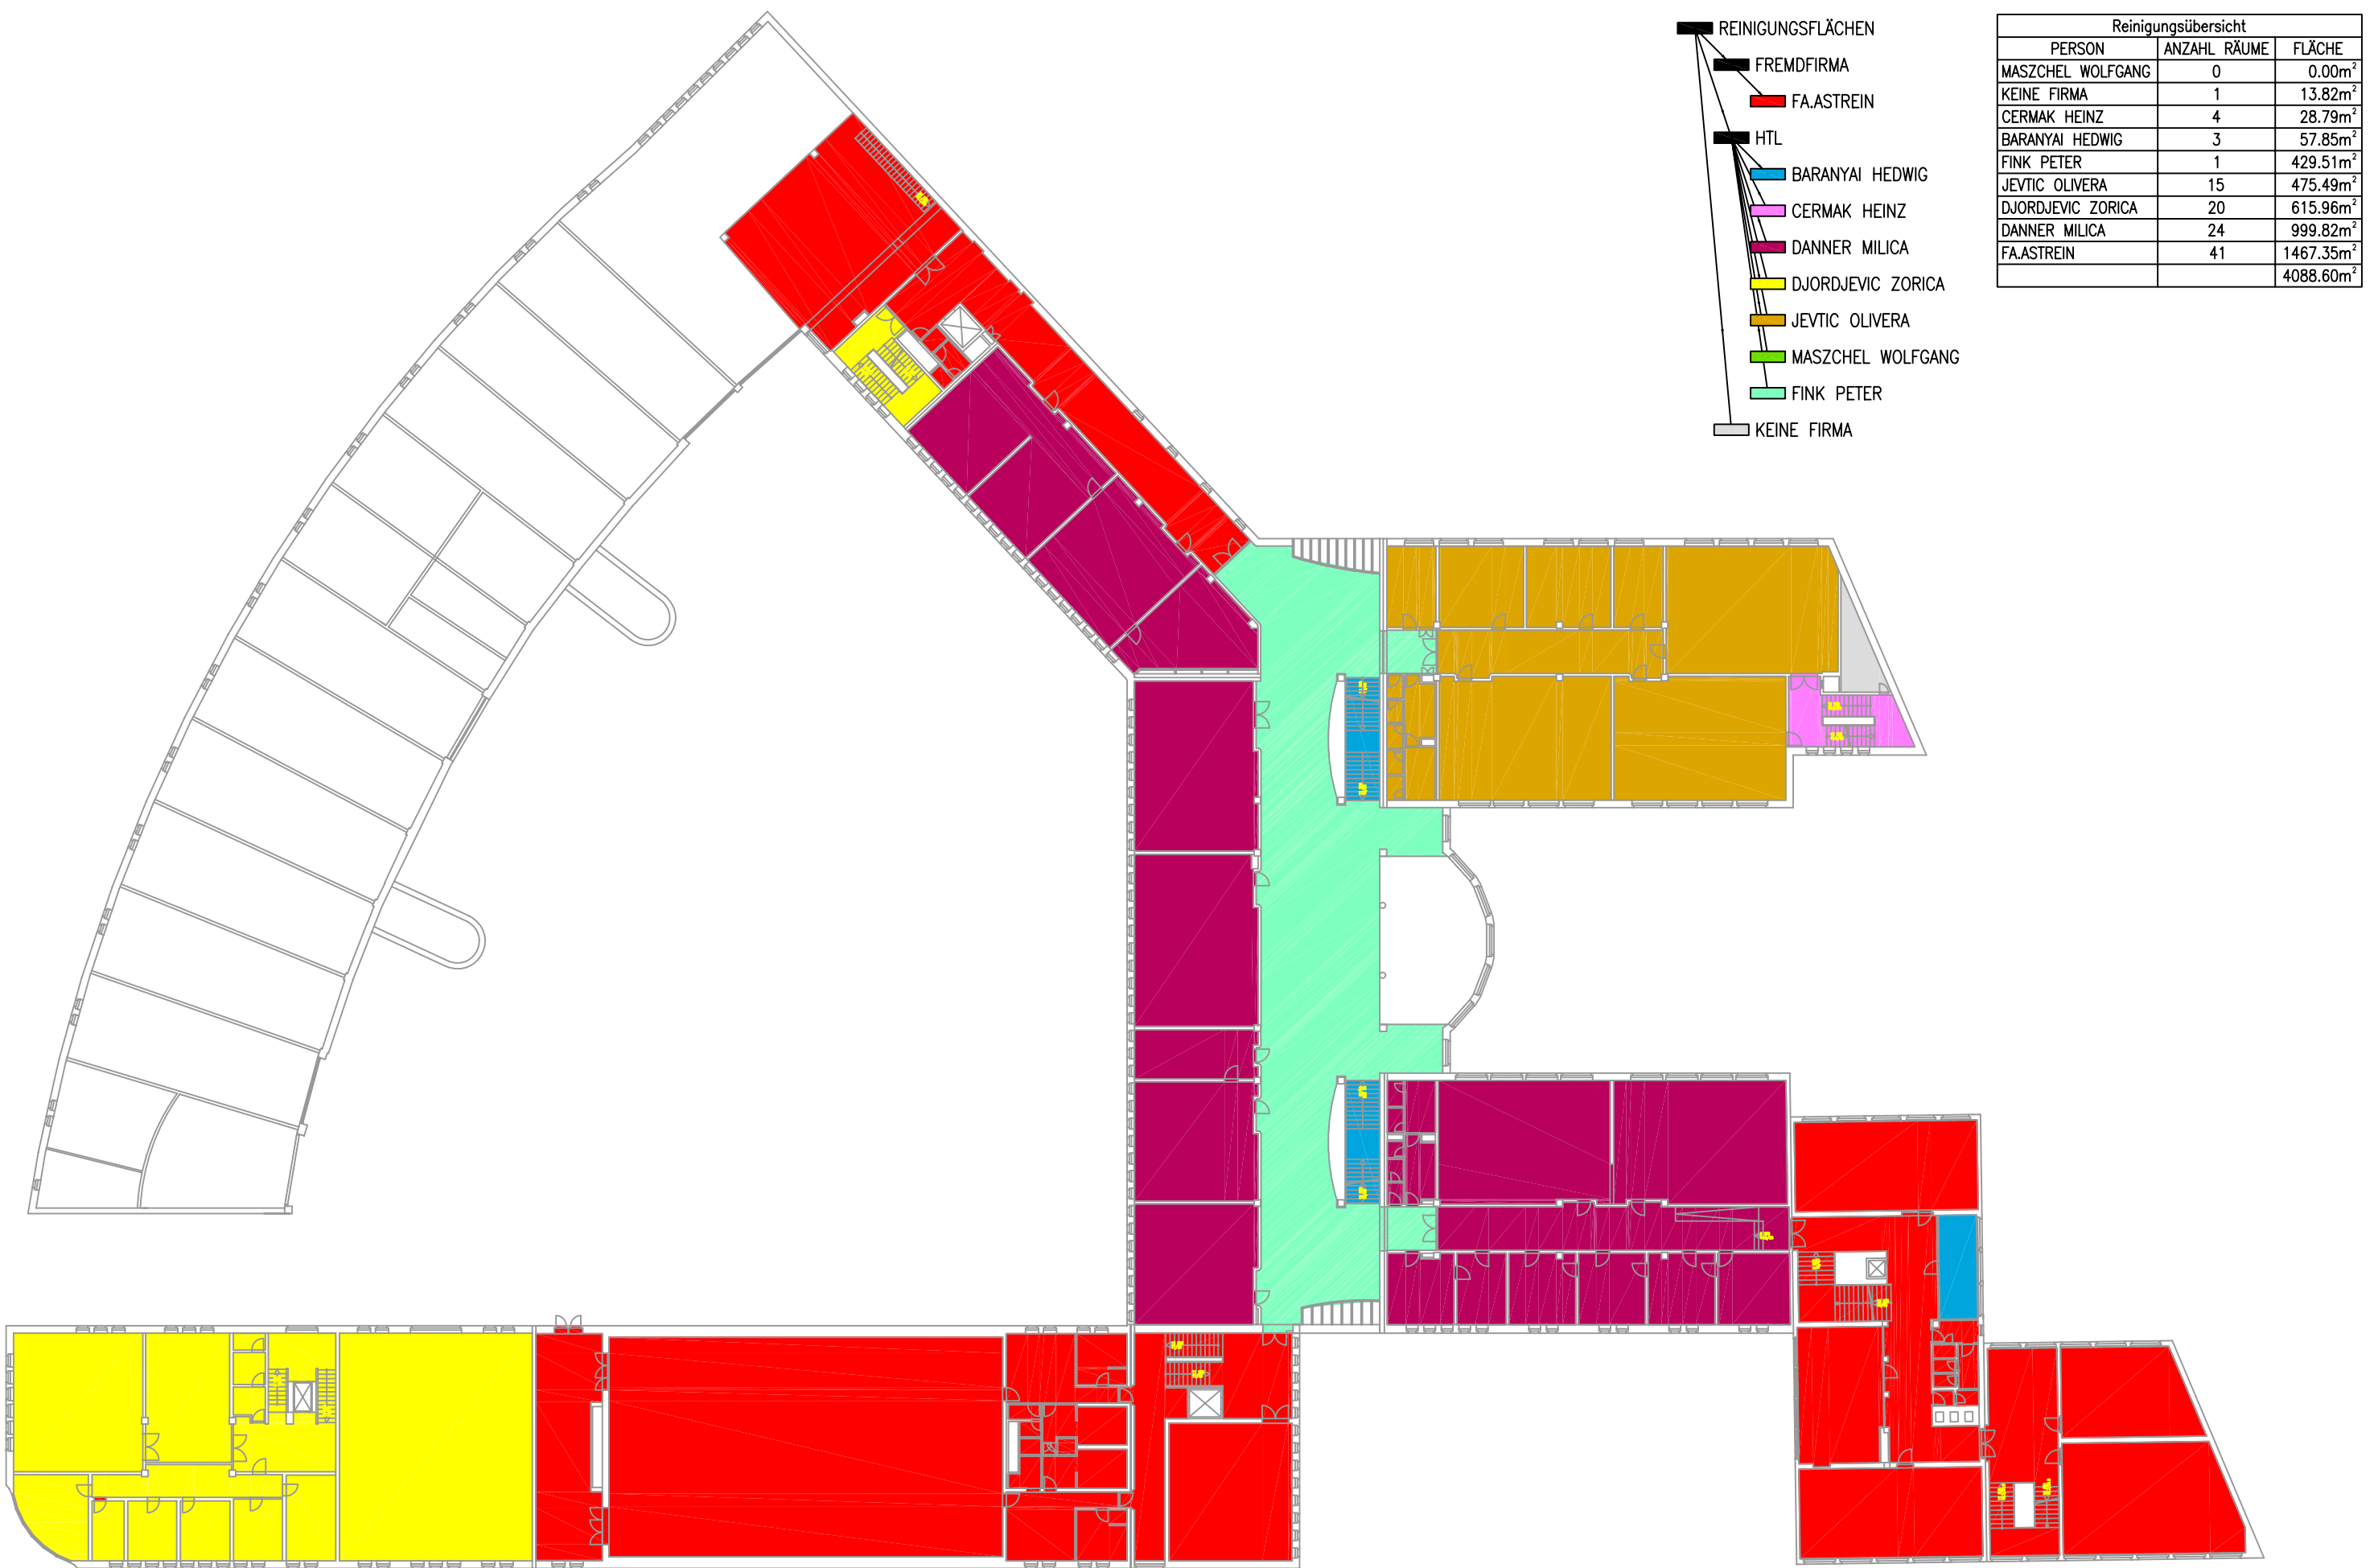 REINIGUNGSFLÄCHEN
FREMDFIRMA
FA.ASTREIN
HTL
BARANYAI HEDWIG
CERMAK HEINZ
DANNER MILICA
DJORDJEVIC ZORICA
JEVTIC OLIVERA
MASZCHEL WOLFGANG
FINK PETER
KEINE FIRMA
Reinigungsübersicht
PERSON ANZAHL RÄUME FLÄCHE
MASZCHEL WOLFGANG 0 0.00m²
KEINE FIRMA 1 13.82m²
CERMAK HEINZ 4 28.79m²
BARANYAI HEDWIG 3 57.85m²
FINK PETER 1 429.51m²
JEVTIC OLIVERA 15 475.49m²
DJORDJEVIC ZORICA 20 615.96m²
DANNER MILICA 24 999.82m²
FA.ASTREIN 41 1467.35m²
4088.60m²